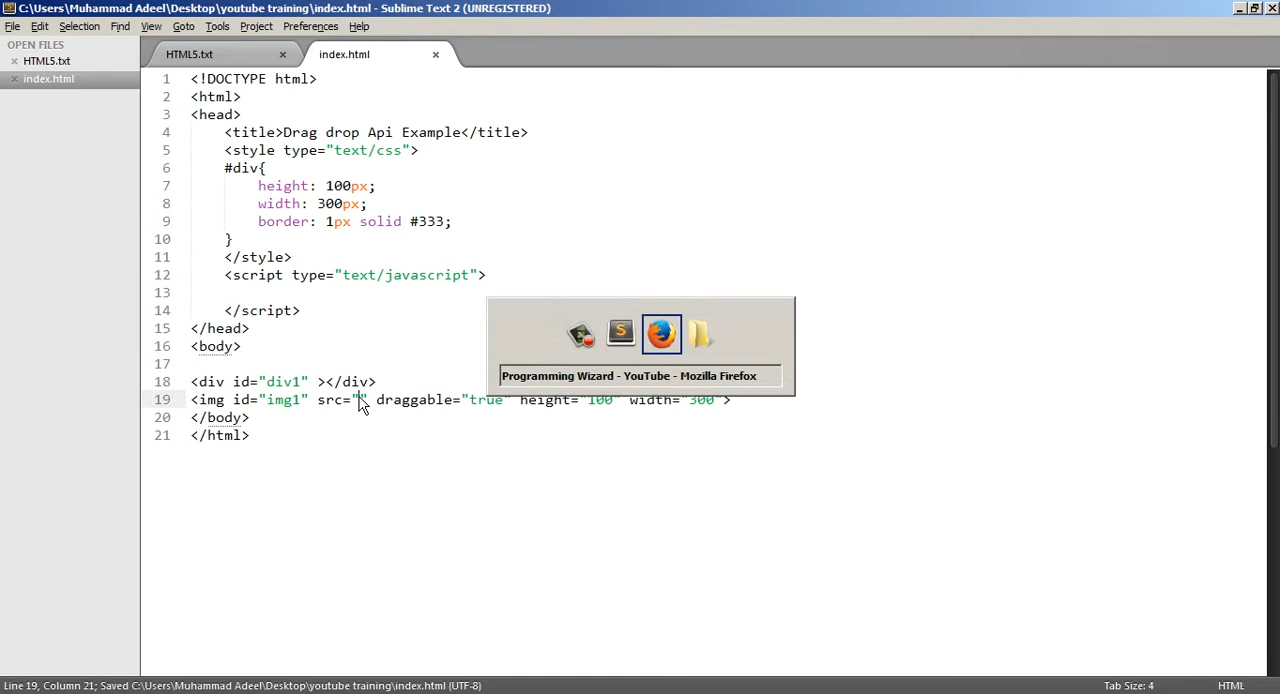 C:\Users\Muhammad Adeel\Desktop\youtube training\index.html - Sublime Text 2 (UNREGISTERED)
File Edit Selection Find View Goto Tools Project Preferences Help
OPEN FILES
HTML5.txt
index.html
HTML5.txt index.html
1 <!DOCTYPE html>
2 <html>
3 <head>
4 <title>Drag drop Api Example</title>
5 <style type="text/css">
6 #div{
7 height: 100px;
8 width: 300px;
9 border: 1px solid #333;
10 }
11 </style>
12 <script type="text/javascript">
13
14 </script>
15 </head>
16 <body>
17
18 <div id="div1" ></div>
19 <img id="img1" src="" draggable="true" height="100" width="300">
20 </body>
21 </html>
Programming Wizard - YouTube - Mozilla Firefox
Line 19, Column 21; Saved C:\Users\Muhammad Adeel\Desktop\youtube training\index.html (UTF-8)
Tab Size: 4
HTML